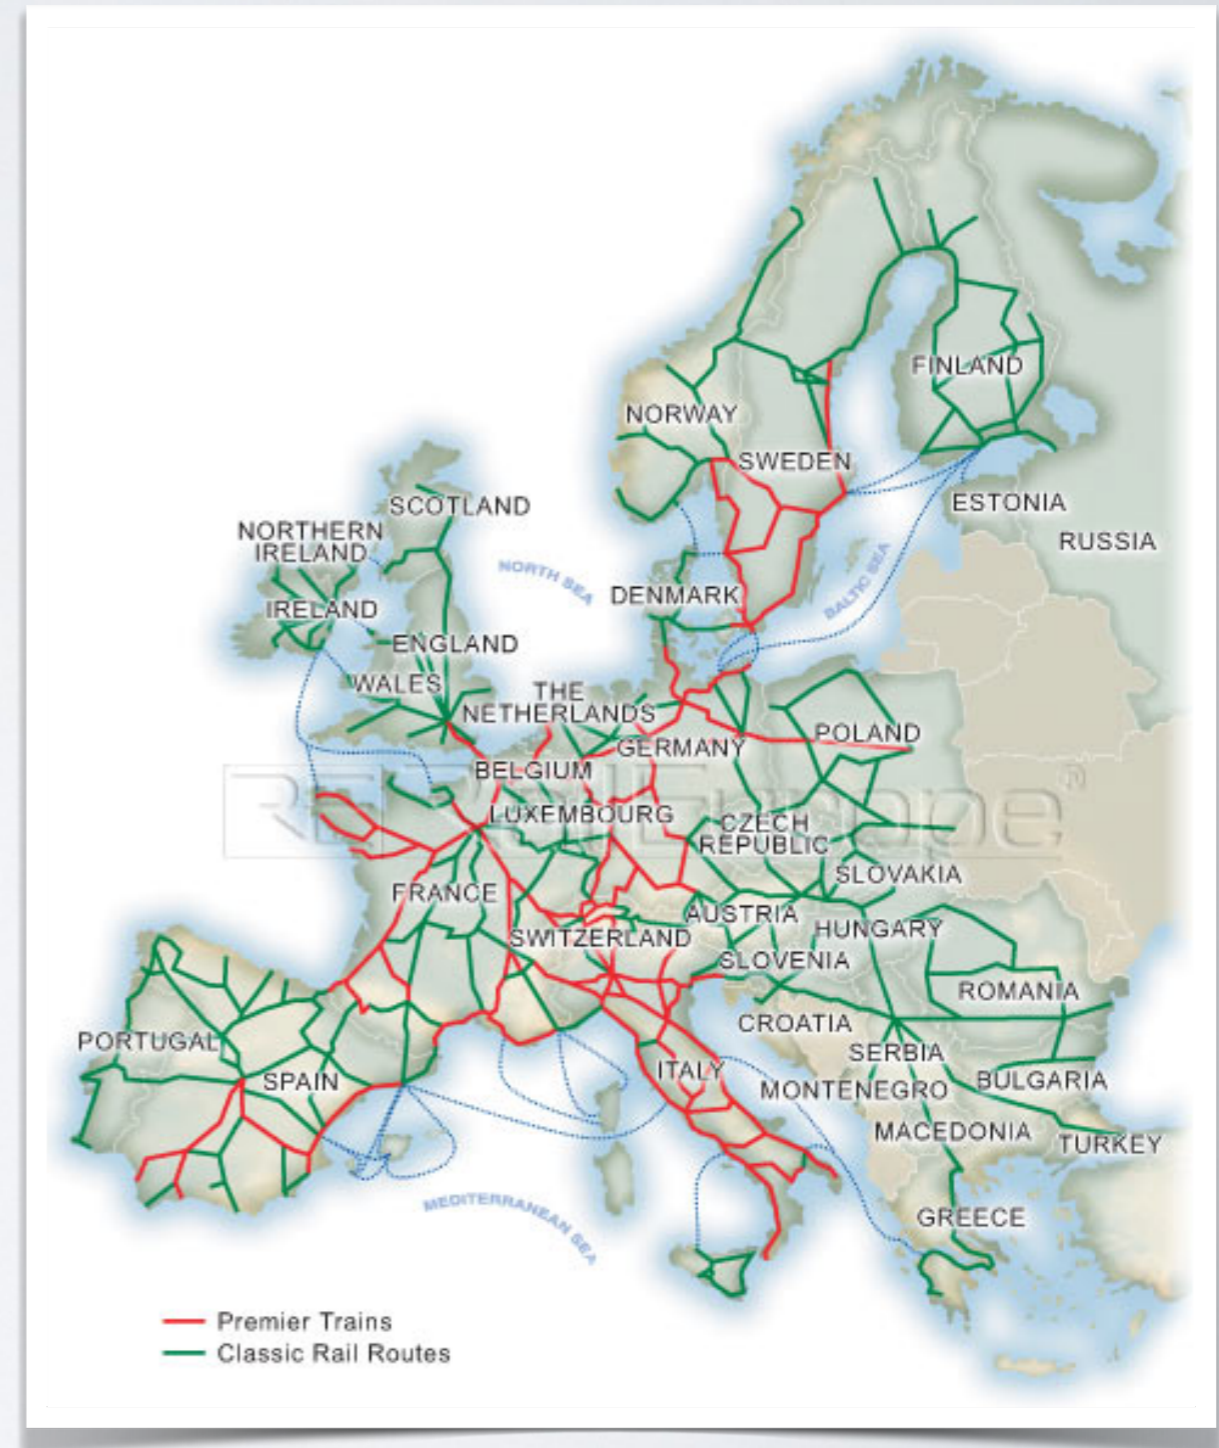 FINLAND
NORWAY
SWEDEN
SCOTLAND
ESTONIA
NORTHERN
IRELAND
RUSSIA
NORTH SEA
DENMARK
BALTIC SEA
IRELAND
ENGLAND
WALES
THE
NETHERLANDS
POLAND
GERMANY
BELGIUM
RailEurope®
LUXEMBOURG
CZECH
REPUBLIC
SLOVAKIA
FRANCE
AUSTRIA
HUNGARY
SWITZERLAND
SLOVENIA
ROMANIA
CROATIA
PORTUGAL
SERBIA
ITALY
SPAIN
MONTENEGRO
BULGARIA
MACEDONIA
TURKEY
MEDITERRANEAN SEA
GREECE
Premier Trains
Classic Rail Routes